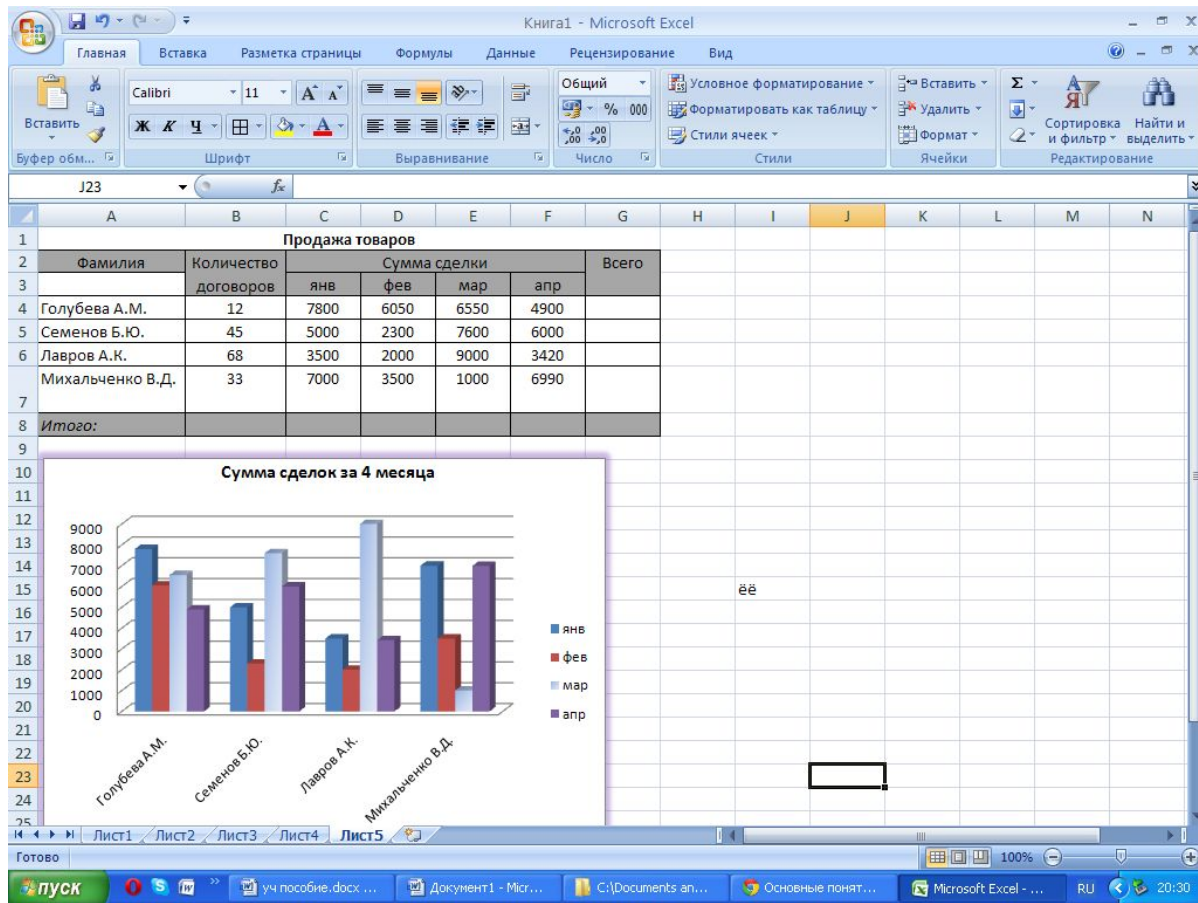 Книга1 - Microsoft Excel
Главная Вставка Разметка страницы Формулы Данные Рецензирование Вид
Вставить
Calibri 11
Ж К Ч
Общий
% 000
Условное форматирование
Форматировать как таблицу
Стили ячеек
Вставить
Удалить
Формат
Σ
Сортировка и фильтр
Найти и выделить
Буфер обм... Шрифт Выравнивание Число Стили Ячейки Редактирование
J23 fx
A B C D E F G H I J K L M N
1 Продажа товаров
2 Фамилия Количество Сумма сделки Всего
3 договоров янв фев мар апр
4 Голубева А.М. 12 7800 6050 6550 4900
5 Семенов Б.Ю. 45 5000 2300 7600 6000
6 Лавров А.К. 68 3500 2000 9000 3420
7 Михальченко В.Д. 33 7000 3500 1000 6990
8 Итого:
9
10
11
12
13
14
15 ёё
16
17
18
19
20
21
22
23
24
25
Сумма сделок за 4 месяца
9000
8000
7000
6000
5000
4000
3000
2000
1000
0
Голубева А.М. Семенов Б.Ю. Лавров А.К. Михальченко В.Д.
янв
фев
мар
апр
Лист1 Лист2 Лист3 Лист4 Лист5
Готово 100%
пуск уч пособие.docx ... Документ1 - Micr... C:\Documents an... Основные понят... Microsoft Excel - ... RU 20:30